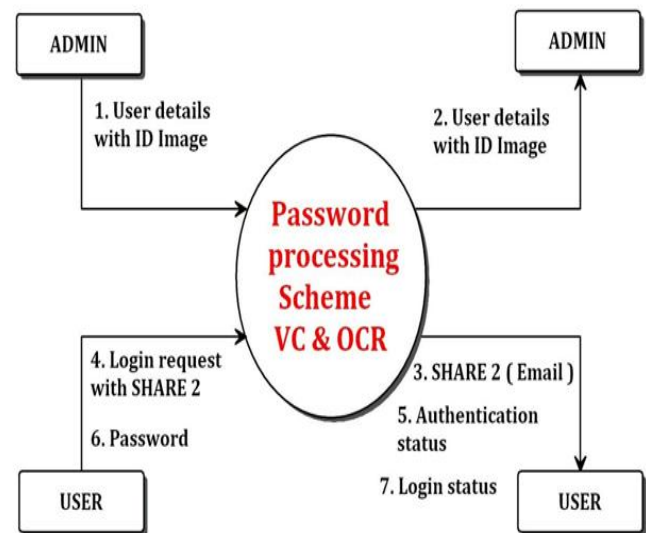 ADMIN
ADMIN
1. User details
with ID Image
2. User details
with ID Image
Password
processing
Scheme
VC & OCR
4. Login request
with SHARE 2
6. Password
3. SHARE 2 ( Email )
5. Authentication
status
7. Login status
USER
USER